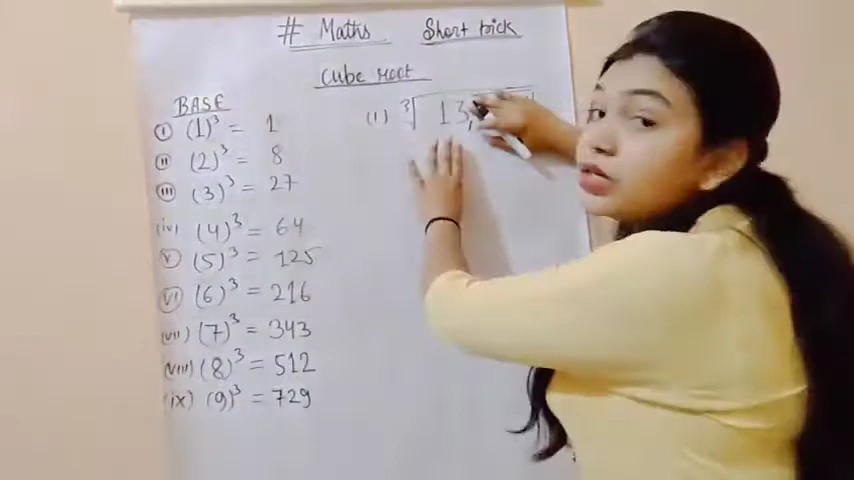 # Maths Short trick
Cube root
BASE
(i) (1)³ = 1
(ii) (2)³ = 8
(iii) (3)³ = 27
(iv) (4)³ = 64
(v) (5)³ = 125
(vi) (6)³ = 216
(vii) (7)³ = 343
(viii) (8)³ = 512
(ix) (9)³ = 729
(1) ³√13,